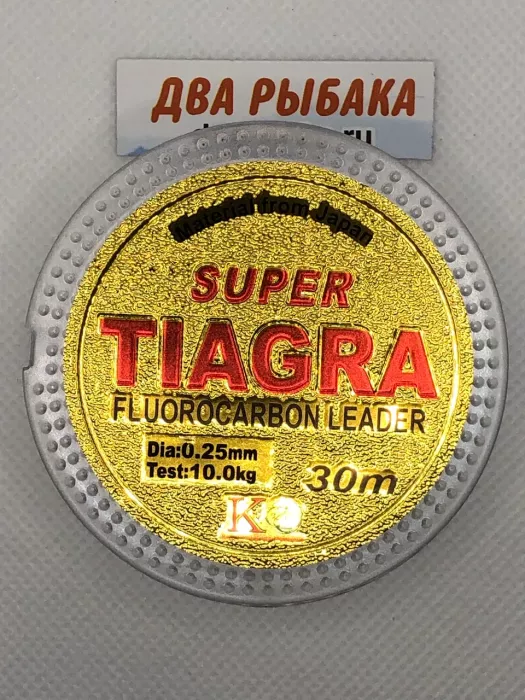 ДВА РЫБАКА
Material from Japan
SUPER
TIAGRA
FLUOROCARBON LEADER
Dia:0.25mm
Test:10.0kg
30m